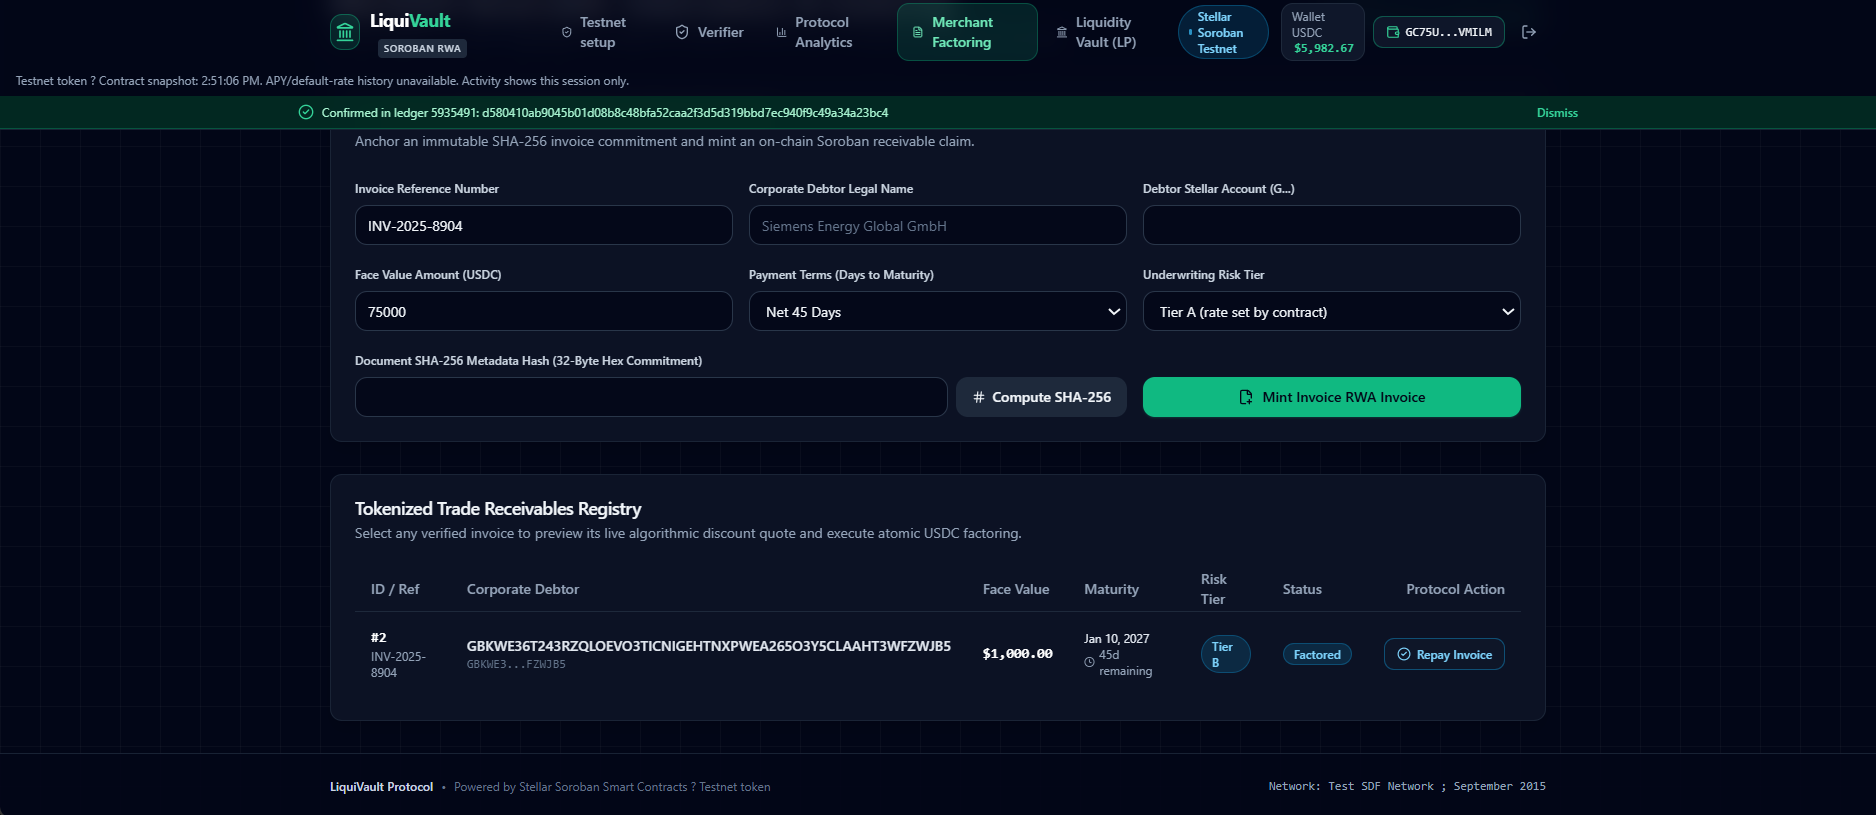 LiquiVault
SOROBAN RWA
Testnet
setup
Verifier
Protocol
Analytics
Merchant
Factoring
Liquidity
Vault (LP)
Stellar
Soroban
Testnet
Wallet
USDC
$5,982.67
GC75U...VMILM
Testnet token ? Contract snapshot: 2:51:06 PM. APY/default-rate history unavailable. Activity shows this session only.
Confirmed in ledger 5935491: d580410ab9045b01d08b8c48bfa52caa2f3d5d319bbd7ec940f9c49a34a23bc4
Dismiss
Anchor an immutable SHA-256 invoice commitment and mint an on-chain Soroban receivable claim.
Invoice Reference Number
Corporate Debtor Legal Name
Debtor Stellar Account (G...)
INV-2025-8904
Siemens Energy Global GmbH
Face Value Amount (USDC)
Payment Terms (Days to Maturity)
Underwriting Risk Tier
75000
Net 45 Days
Tier A (rate set by contract)
Document SHA-256 Metadata Hash (32-Byte Hex Commitment)
# Compute SHA-256
Mint Invoice RWA Invoice
Tokenized Trade Receivables Registry
Select any verified invoice to preview its live algorithmic discount quote and execute atomic USDC factoring.
ID / Ref
Corporate Debtor
Face Value
Maturity
Risk
Tier
Status
Protocol Action
#2
INV-2025-
8904
GBKWE36T243RZQLOEVO3TICNIGEHTNXPWEA265O3Y5CLAAHT3WFZWJB5
GBKWE3...FZWJB5
$1,000.00
Jan 10, 2027
45d
remaining
Tier
B
Factored
Repay Invoice
LiquiVault Protocol • Powered by Stellar Soroban Smart Contracts ? Testnet token
Network: Test SDF Network ; September 2015